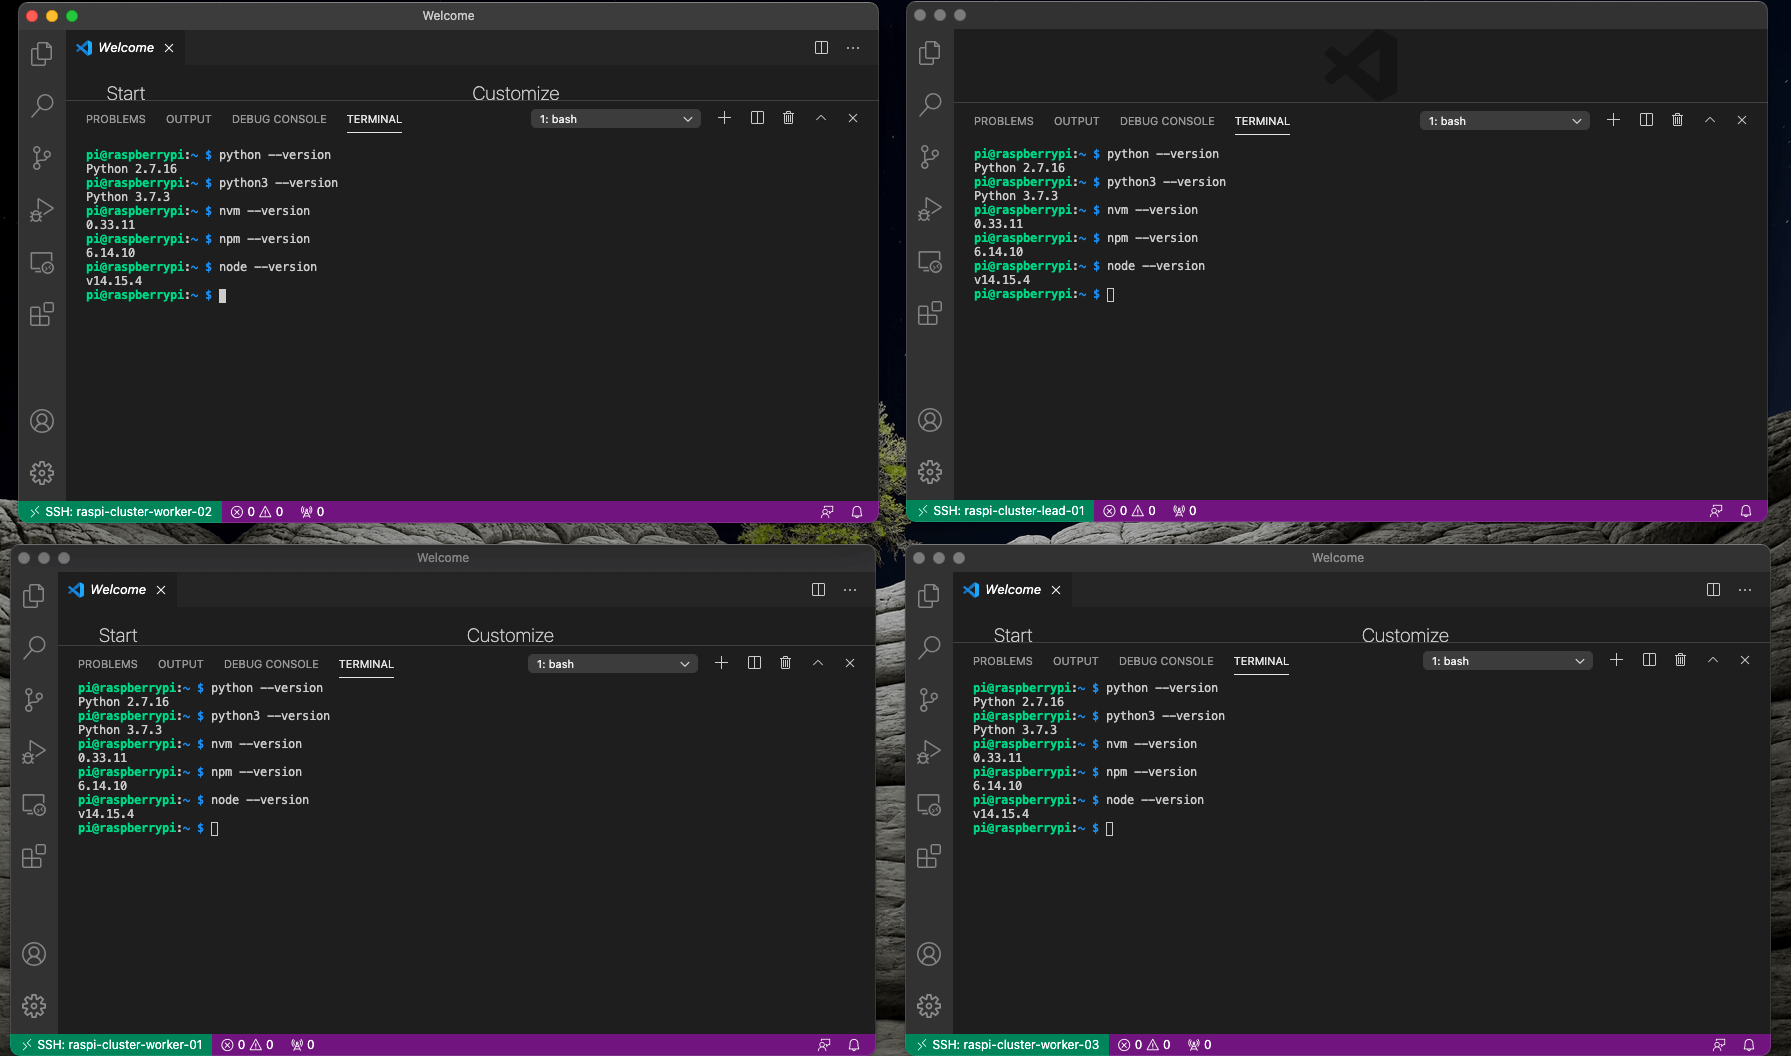 Welcome
Welcome
Start Customize
PROBLEMS OUTPUT DEBUG CONSOLE TERMINAL 1: bash
pi@raspberrypi:~ $ python --version
Python 2.7.16
pi@raspberrypi:~ $ python3 --version
Python 3.7.3
pi@raspberrypi:~ $ nvm --version
0.33.11
pi@raspberrypi:~ $ npm --version
6.14.10
pi@raspberrypi:~ $ node --version
v14.15.4
pi@raspberrypi:~ $
SSH: raspi-cluster-worker-02 0 0 0
PROBLEMS OUTPUT DEBUG CONSOLE TERMINAL 1: bash
pi@raspberrypi:~ $ python --version
Python 2.7.16
pi@raspberrypi:~ $ python3 --version
Python 3.7.3
pi@raspberrypi:~ $ nvm --version
0.33.11
pi@raspberrypi:~ $ npm --version
6.14.10
pi@raspberrypi:~ $ node --version
v14.15.4
pi@raspberrypi:~ $
SSH: raspi-cluster-lead-01 0 0 0
Welcome
Welcome
Start Customize
PROBLEMS OUTPUT DEBUG CONSOLE TERMINAL 1: bash
pi@raspberrypi:~ $ python --version
Python 2.7.16
pi@raspberrypi:~ $ python3 --version
Python 3.7.3
pi@raspberrypi:~ $ nvm --version
0.33.11
pi@raspberrypi:~ $ npm --version
6.14.10
pi@raspberrypi:~ $ node --version
v14.15.4
pi@raspberrypi:~ $
SSH: raspi-cluster-worker-01 0 0 0
Welcome
Welcome
Start Customize
PROBLEMS OUTPUT DEBUG CONSOLE TERMINAL 1: bash
pi@raspberrypi:~ $ python --version
Python 2.7.16
pi@raspberrypi:~ $ python3 --version
Python 3.7.3
pi@raspberrypi:~ $ nvm --version
0.33.11
pi@raspberrypi:~ $ npm --version
6.14.10
pi@raspberrypi:~ $ node --version
v14.15.4
pi@raspberrypi:~ $
SSH: raspi-cluster-worker-03 0 0 0